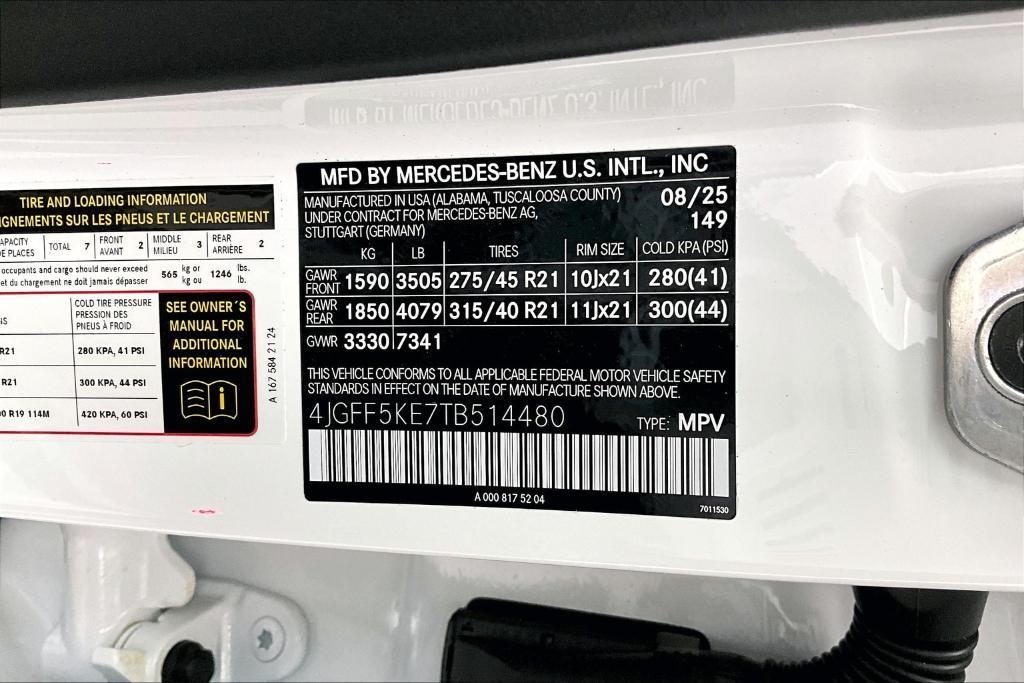 TIRE AND LOADING INFORMATION
GNEMENTS SUR LES PNEUS ET LE CHARGEMENT
TOTAL 7 FRONT AVANT 2 MIDDLE MILIEU 3 REAR ARRIÈRE 2
DE PLACES
occupants and cargo should never exceed
et du chargement ne doit jamais dépasser
565 kg or kg ou 1246 lbs. lb.
COLD TIRE PRESSURE
PRESSION DES
PNEUS À FROID
R21 280 KPA, 41 PSI
R21 300 KPA, 44 PSI
R19 114M 420 KPA, 60 PSI
SEE OWNER´S
MANUAL FOR
ADDITIONAL
INFORMATION
i
A 167 584 21 24
MFD BY MERCEDES-BENZ U.S. INTL., INC
MANUFACTURED IN USA (ALABAMA, TUSCALOOSA COUNTY) 08/25
UNDER CONTRACT FOR MERCEDES-BENZ AG, 149
STUTTGART (GERMANY)
KG LB TIRES RIM SIZE COLD KPA (PSI)
GAWR FRONT 1590 3505 275/45 R21 10Jx21 280(41)
GAWR REAR 1850 4079 315/40 R21 11Jx21 300(44)
GVWR 3330 7341
THIS VEHICLE CONFORMS TO ALL APPLICABLE FEDERAL MOTOR VEHICLE SAFETY
STANDARDS IN EFFECT ON THE DATE OF MANUFACTURE SHOWN ABOVE.
4JGFF5KE7TB514480 TYPE: MPV
A 000 817 52 04
7011530